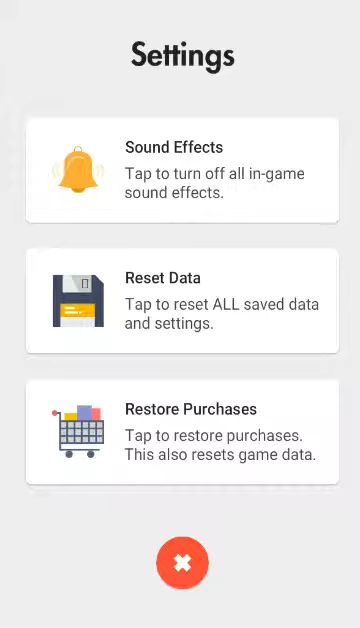 Settings
Sound Effects
Tap to turn off all in-game
sound effects.
Reset Data
Tap to reset ALL saved data
and settings.
Restore Purchases
Tap to restore purchases.
This also resets game data.